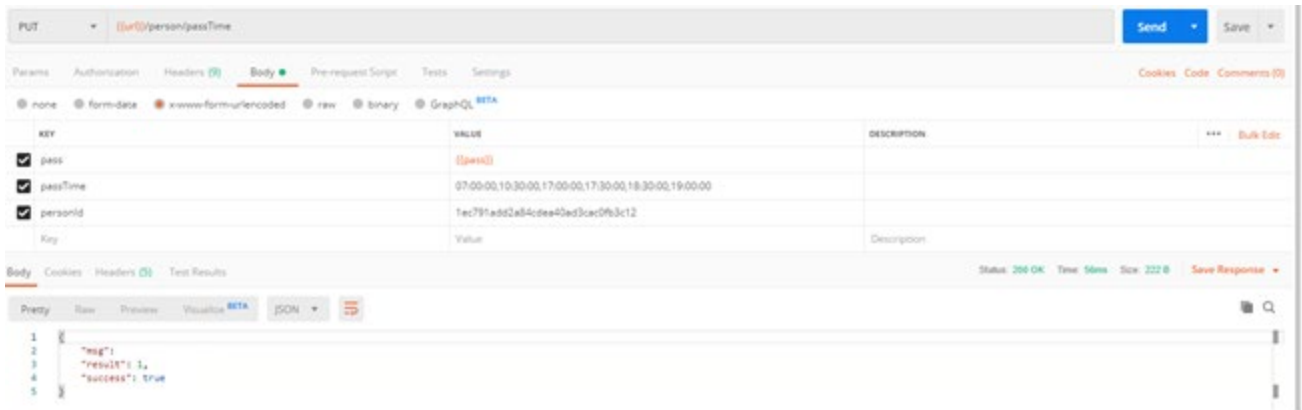 PUT {{url}}/person/passTime Send Save
Params Authorization Headers (9) Body Pre-request Script Tests Settings Cookies Code Comments (0)
none form-data x-www-form-urlencoded raw binary GraphQL BETA
KEY VALUE DESCRIPTION ••• Bulk Edit
pass {{pass}}
passTime 07:00:00,10:30:00,17:00:00,17:30:00,18:30:00,19:00:00
personId
Key Value Description
Body Cookies Headers (5) Test Results Status: 200 OK Time: 56ms Size: 222 B Save Response
Pretty Raw Preview Visualize BETA JSON
1 {
2 "msg":
3 "result": 1,
4 "success": true
5 }